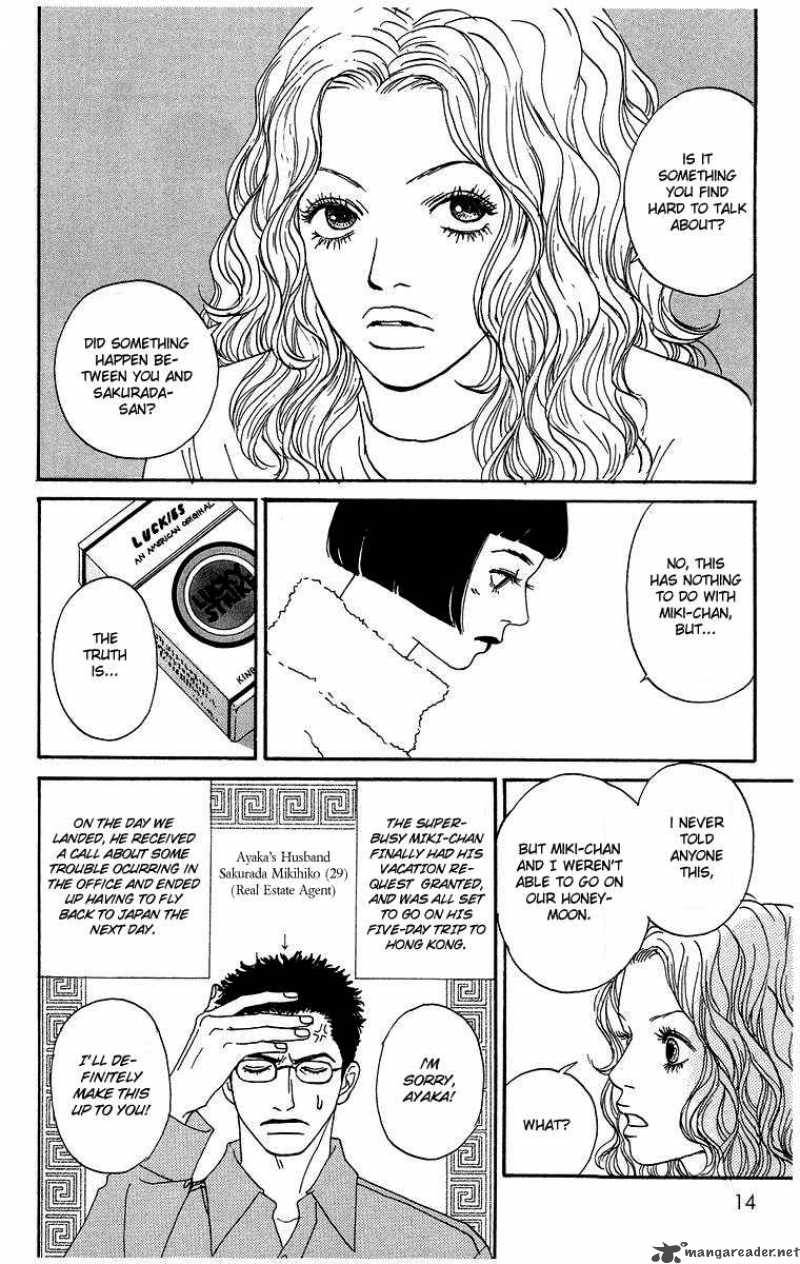 IS IT
SOMETHING
YOU FIND
HARD TO TALK
ABOUT?
DID SOMETHING
HAPPEN BE-
TWEEN YOU AND
SAKURADA-
SAN?
NO, THIS
HAS NOTHING
TO DO WITH
MIKI-CHAN,
BUT...
LUCKIES
AN AMERICAN ORIGINAL
LUCKY
STRIKE
THE
TRUTH
IS...
I NEVER
TOLD
ANYONE
THIS,
BUT MIKI-CHAN
AND I WEREN'T
ABLE TO GO ON
OUR HONEY-
MOON.
WHAT?
THE SUPER-
BUSY MIKI-CHAN
FINALLY HAD HIS
VACATION RE-
QUEST GRANTED,
AND WAS ALL SET
TO GO ON HIS
FIVE-DAY TRIP TO
HONG KONG.
Ayaka's Husband
Sakurada Mikihiko (29)
(Real Estate Agent)
ON THE DAY WE
LANDED, HE RECEIVED
A CALL ABOUT SOME
TROUBLE OCURRING IN
THE OFFICE AND ENDED
UP HAVING TO FLY
BACK TO JAPAN THE
NEXT DAY.
I'M
SORRY,
AYAKA!
I'LL DE-
FINITELY
MAKE THIS
UP TO YOU!
14
mangareader.net